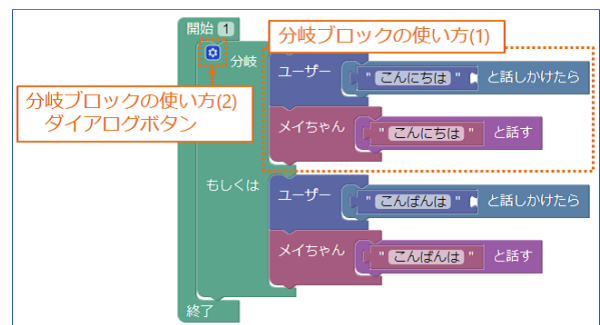 開始 1
分岐ブロックの使い方(1)
分岐
ユーザー " こんにちは " と話しかけたら
分岐ブロックの使い方(2)
ダイアログボタン
メイちゃん " こんにちは " と話す
もしくは
ユーザー " こんばんは " と話しかけたら
メイちゃん " こんばんは " と話す
終了